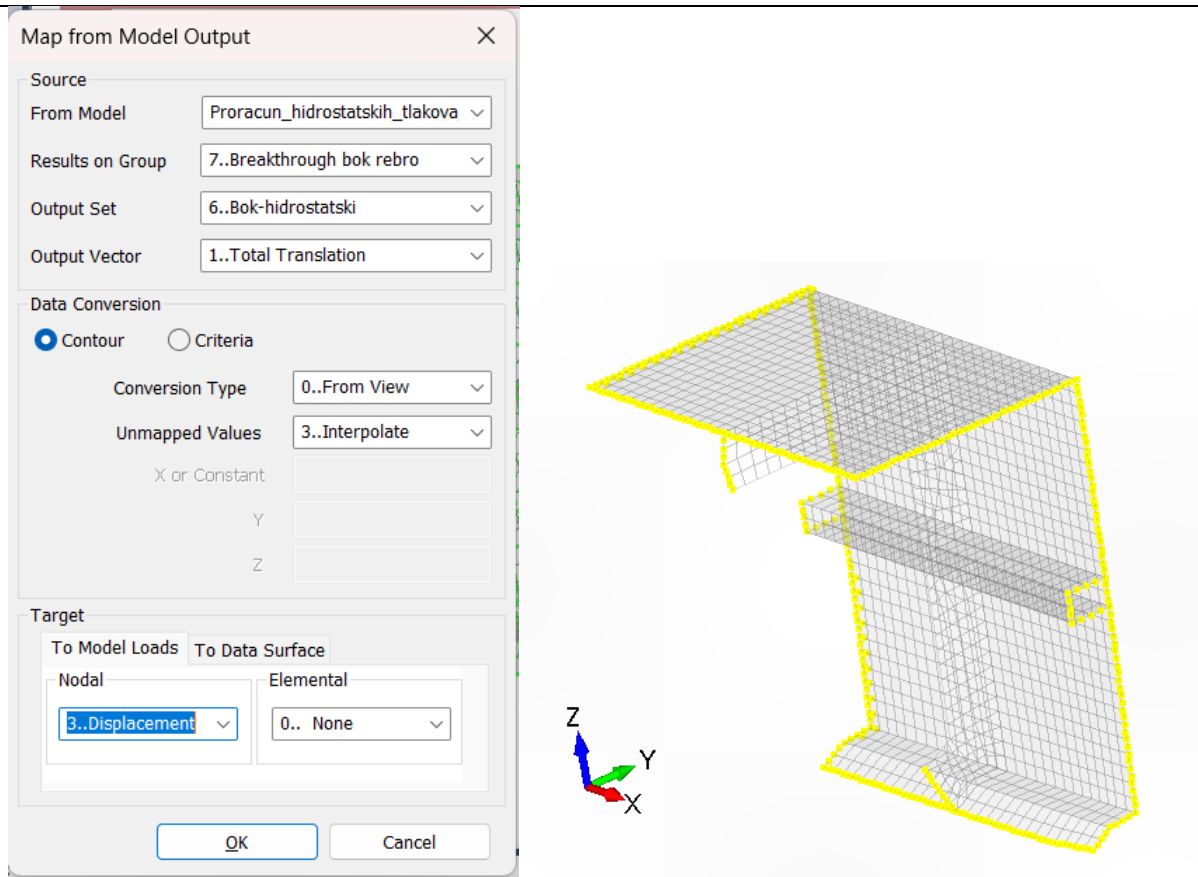 Map from Model Output
Source
From Model Proracun_hidrostatskih_tlakova
Results on Group 7..Breakthrough bok rebro
Output Set 6..Bok-hidrostatski
Output Vector 1..Total Translation
Data Conversion
Contour Criteria
Conversion Type 0..From View
Unmapped Values 3..Interpolate
X or Constant
Y
Z
Target
To Model Loads To Data Surface
Nodal Elemental
3..Displacement 0.. None
OK Cancel
Z
Y
X